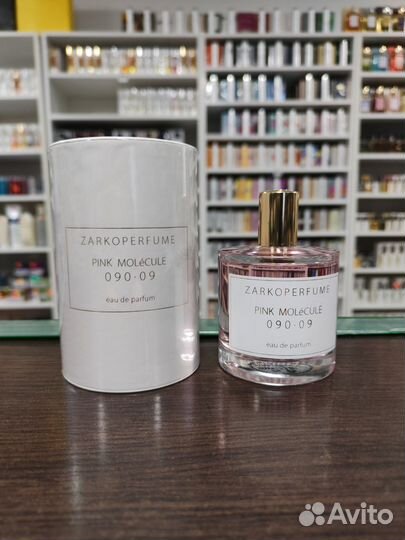 ZARKOPERFUME
PINK MOLéCULE
090·09
eau de parfum
ZARKOPERFUME
PINK MOLéCULE
090·09
eau de parfum
Avito